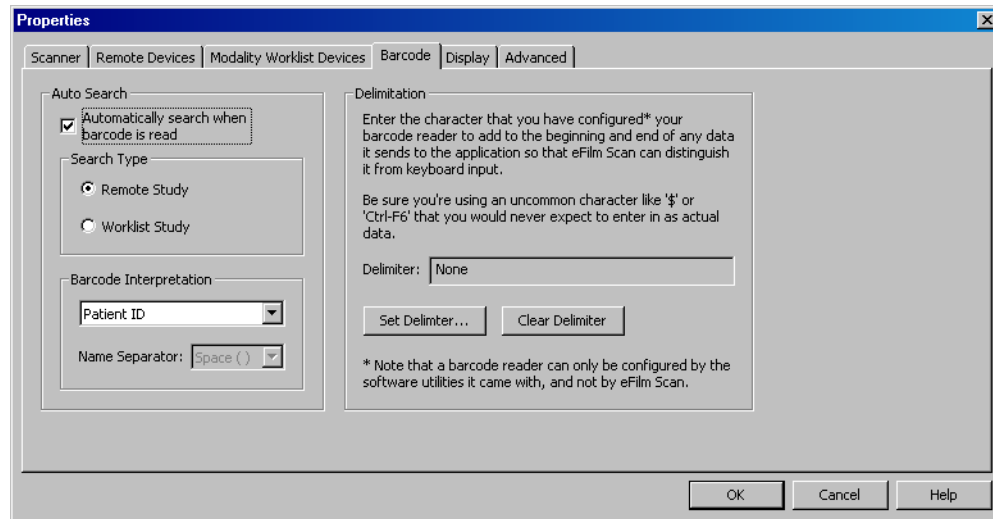 Properties
Scanner
Remote Devices
Modality Worklist Devices
Barcode
Display
Advanced
Auto Search
Automatically search when
barcode is read
Search Type
Remote Study
Worklist Study
Barcode Interpretation
Patient ID
Name Separator: Space ( )
Delimitation
Enter the character that you have configured* your
barcode reader to add to the beginning and end of any data
it sends to the application so that eFilm Scan can distinguish
it from keyboard input.
Be sure you're using an uncommon character like '$' or
'Ctrl-F6' that you would never expect to enter in as actual
data.
Delimiter: None
Set Delimter...
Clear Delimiter
* Note that a barcode reader can only be configured by the
software utilities it came with, and not by eFilm Scan.
OK
Cancel
Help